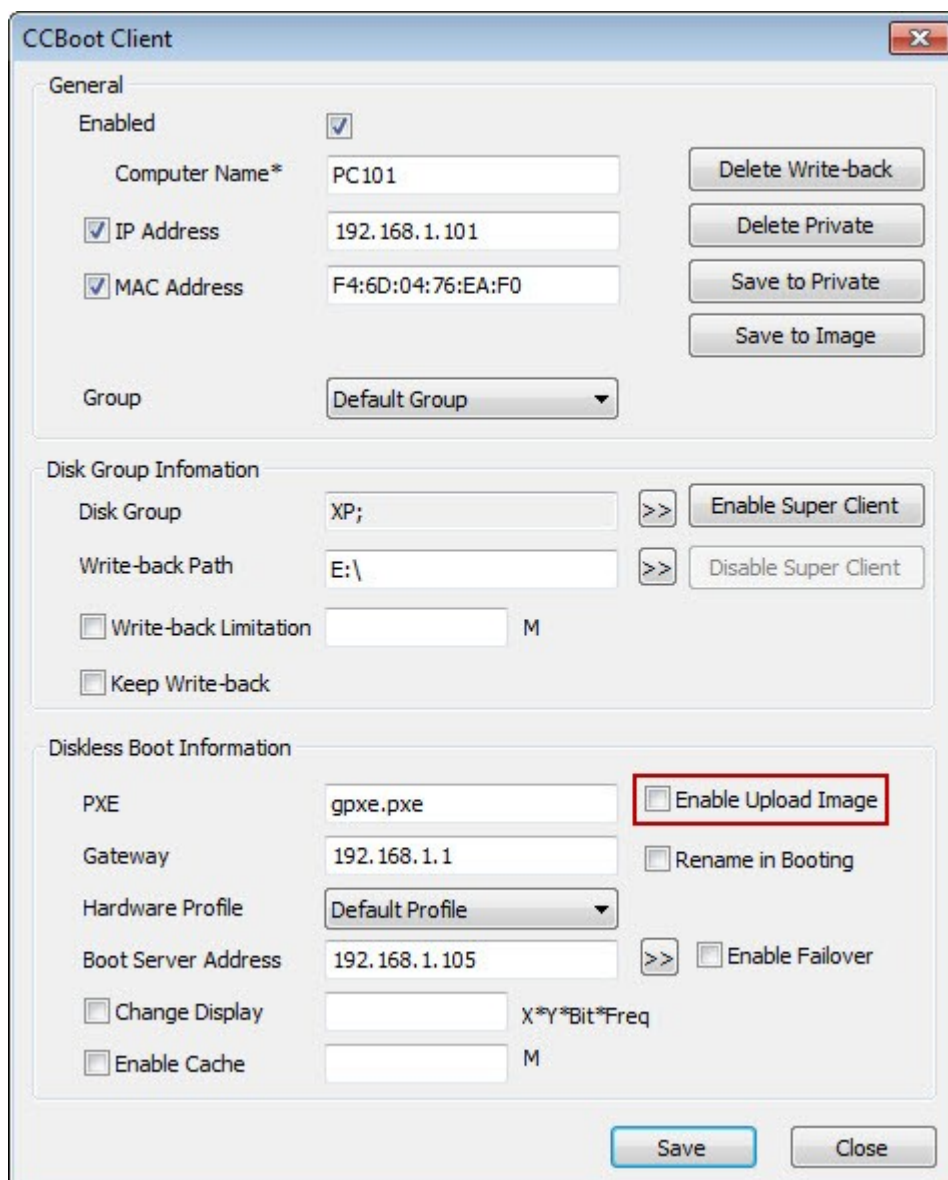 CCBoot Client
General
Enabled
Computer Name* PC101 Delete Write-back
IP Address 192.168.1.101 Delete Private
MAC Address F4:6D:04:76:EA:F0 Save to Private
Save to Image
Group Default Group
Disk Group Infomation
Disk Group XP; >> Enable Super Client
Write-back Path E:\ >> Disable Super Client
Write-back Limitation M
Keep Write-back
Diskless Boot Information
PXE gpxe.pxe Enable Upload Image
Gateway 192.168.1.1 Rename in Booting
Hardware Profile Default Profile
Boot Server Address 192.168.1.105 >> Enable Failover
Change Display X*Y*Bit*Freq
Enable Cache M
Save Close